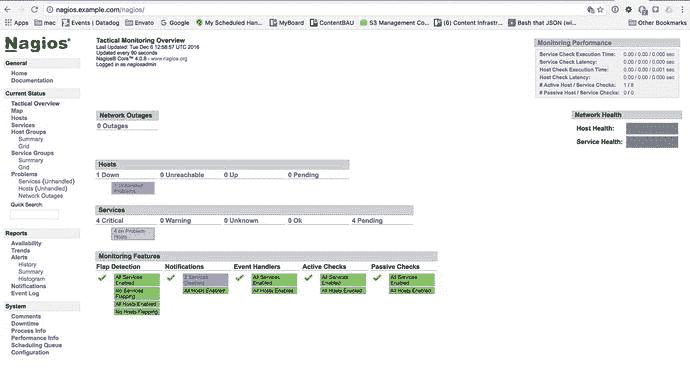 nagios.example.com/nagios/
Apps
mac
Events | Datadog
Envato
Google
My Scheduled Han...
MyBoard
ContentBAU
S3 Management Co...
(6) Content Infrast...
Bash that JSON (wi...
Other Bookmarks
Nagios®
General
Home
Documentation
Current Status
Tactical Overview
Map
Hosts
Services
Host Groups
Summary
Grid
Service Groups
Summary
Grid
Problems
Services (Unhandled)
Hosts (Unhandled)
Network Outages
Quick Search:
Reports
Availability
Trends
Alerts
History
Summary
Histogram
Notifications
Event Log
System
Comments
Downtime
Process Info
Performance Info
Scheduling Queue
Configuration
Tactical Monitoring Overview
Last Updated: Tue Dec 6 12:58:57 UTC 2016
Updated every 90 seconds
Nagios® Core™ 4.0.8 - www.nagios.org
Logged in as nagiosadmin
Monitoring Performance
Service Check Execution Time: 0.00 / 0.00 / 0.000 sec
Service Check Latency: 0.00 / 0.00 / 0.000 sec
Host Check Execution Time: 0.00 / 0.00 / 0.001 sec
Host Check Latency: 0.00 / 0.00 / 0.000 sec
# Active Host / Service Checks: 1 / 8
# Passive Host / Service Checks: 0 / 0
Network Outages
0 Outages
Network Health
Host Health:
Service Health:
Hosts
1 Down 0 Unreachable 0 Up 0 Pending
1 Unhandled
Problems
Services
4 Critical 0 Warning 0 Unknown 0 Ok 4 Pending
4 on Problem
Hosts
Monitoring Features
Flap Detection Notifications Event Handlers Active Checks Passive Checks
All Services
Enabled
No Services
Flapping
All Hosts Enabled
No Hosts Flapping
2 Services
Disabled
All Hosts Enabled
All Services
Enabled
All Hosts Enabled
All Services
Enabled
All Hosts Enabled
All Services
Enabled
All Hosts Enabled